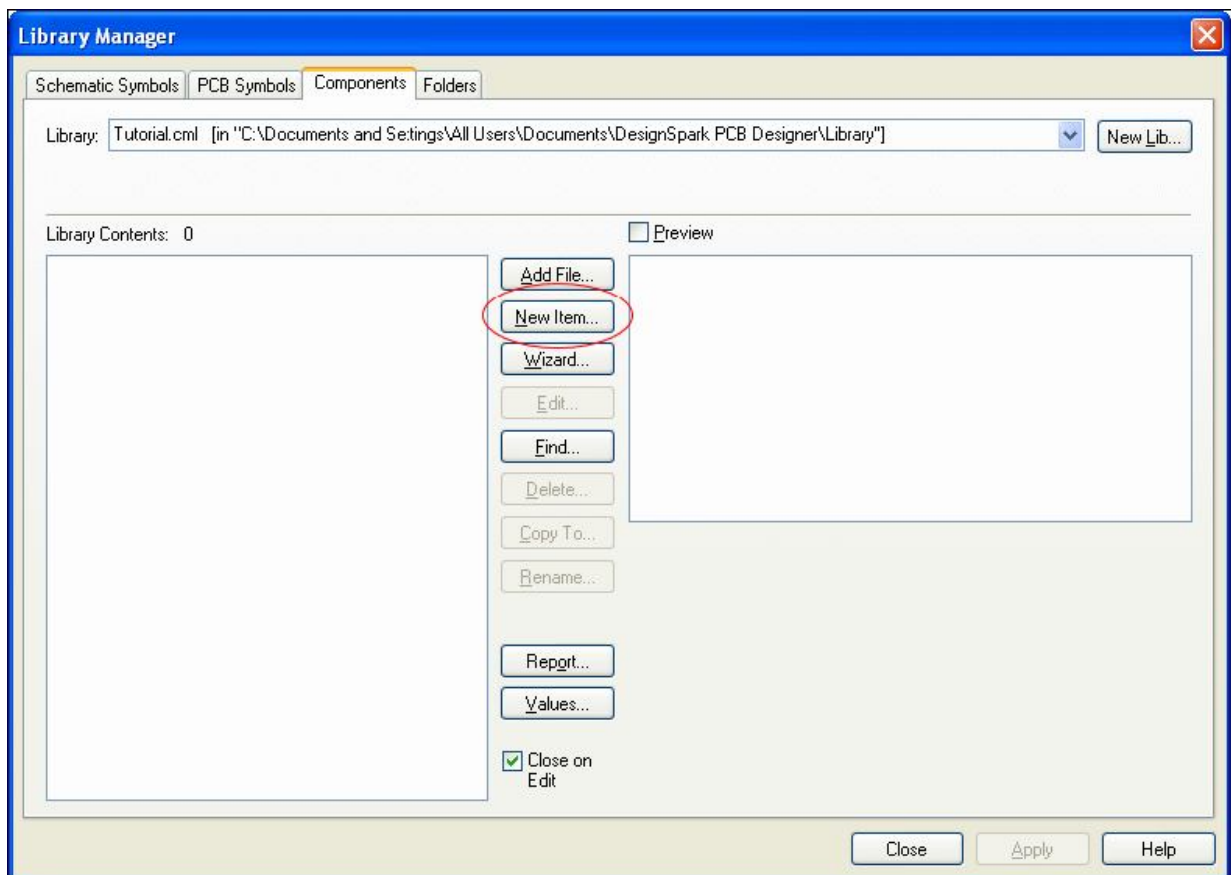 Library Manager
Schematic Symbols PCB Symbols Components Folders
Library: Tutorial.cml [in "C:\Documents and Settings\All Users\Documents\DesignSpark PCB Designer\Library"] New Lib...
Library Contents: 0 Preview
Add File...
New Item...
Wizard...
Edit...
Find...
Delete...
Copy To...
Rename...
Report...
Values...
Close on
Edit
Close Apply Help